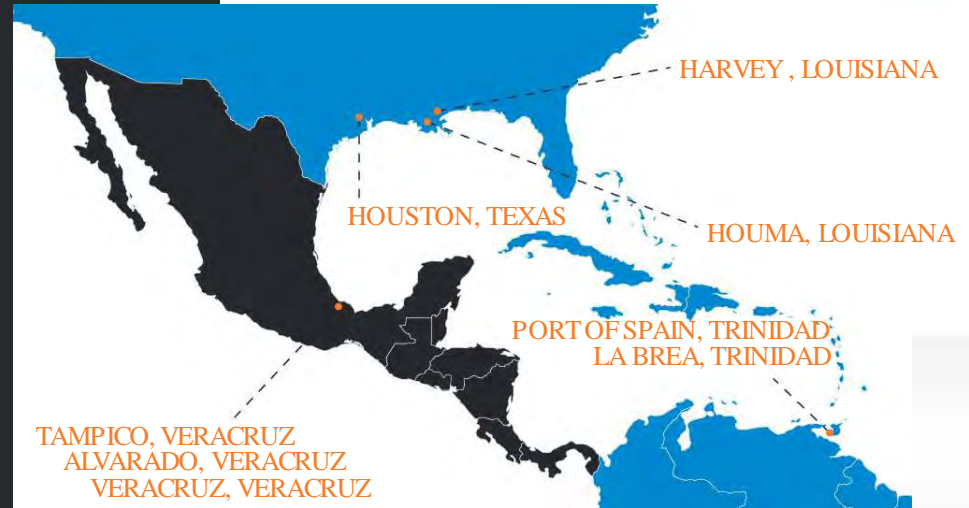 HARVEY , LOUISIANA
HOUSTON, TEXAS
HOUMA, LOUISIANA
PORT OF SPAIN, TRINIDAD
LA BREA, TRINIDAD
TAMPICO, VERACRUZ
ALVARADO, VERACRUZ
VERACRUZ, VERACRUZ